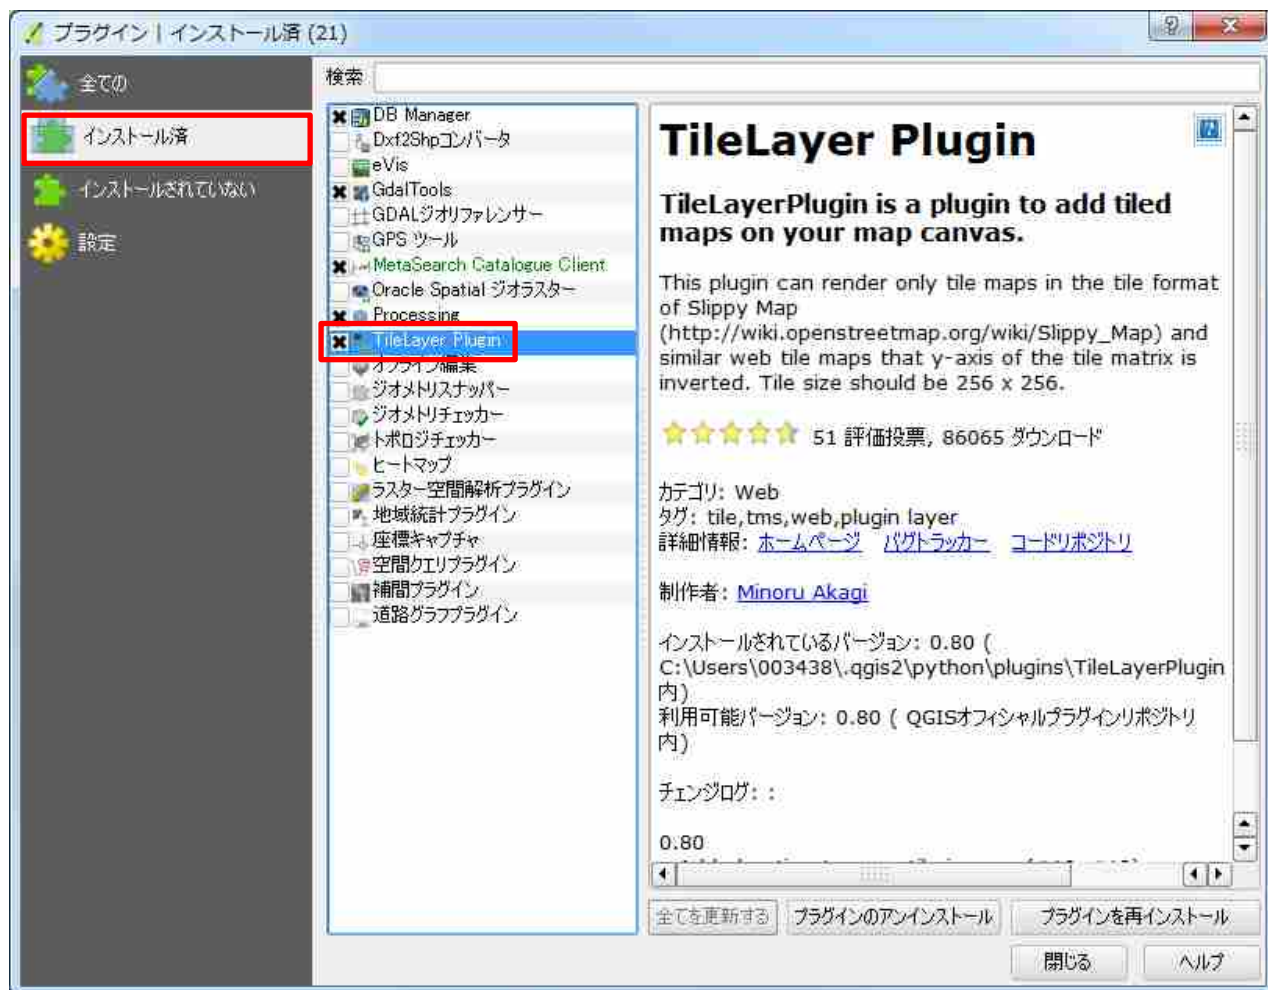 プラグイン | インストール済 (21)
全ての
インストール済
インストールされていない
設定
検索
DB Manager
Dxf2Shpコンバータ
eVis
GdalTools
GDALジオリファレンサー
GPS ツール
MetaSearch Catalogue Client
Oracle Spatial ジオラスター
Processing
TileLayer Plugin
オフライン編集
ジオメトリスナッパー
ジオメトリチェッカー
トポロジチェッカー
ヒートマップ
ラスター空間解析プラグイン
地域統計プラグイン
座標キャプチャ
空間クエリプラグイン
補間プラグイン
道路グラフプラグイン
TileLayer Plugin
TileLayerPlugin is a plugin to add tiled
maps on your map canvas.
This plugin can render only tile maps in the tile format
of Slippy Map
(http://wiki.openstreetmap.org/wiki/Slippy_Map) and
similar web tile maps that y-axis of the tile matrix is
inverted. Tile size should be 256 x 256.
51 評価投票, 86065 ダウンロード
カテゴリ: Web
タグ: tile,tms,web,plugin layer
詳細情報: ホームページ バグトラッカー コードリポジトリ
制作者: Minoru Akagi
インストールされているバージョン: 0.80 (
C:\Users\003438\.qgis2\python\plugins\TileLayerPlugin
内)
利用可能バージョン: 0.80 ( QGISオフィシャルプラグインリポジトリ
内)
チェンジログ: :
0.80
全てを更新する プラグインのアンインストール プラグインを再インストール
閉じる ヘルプ